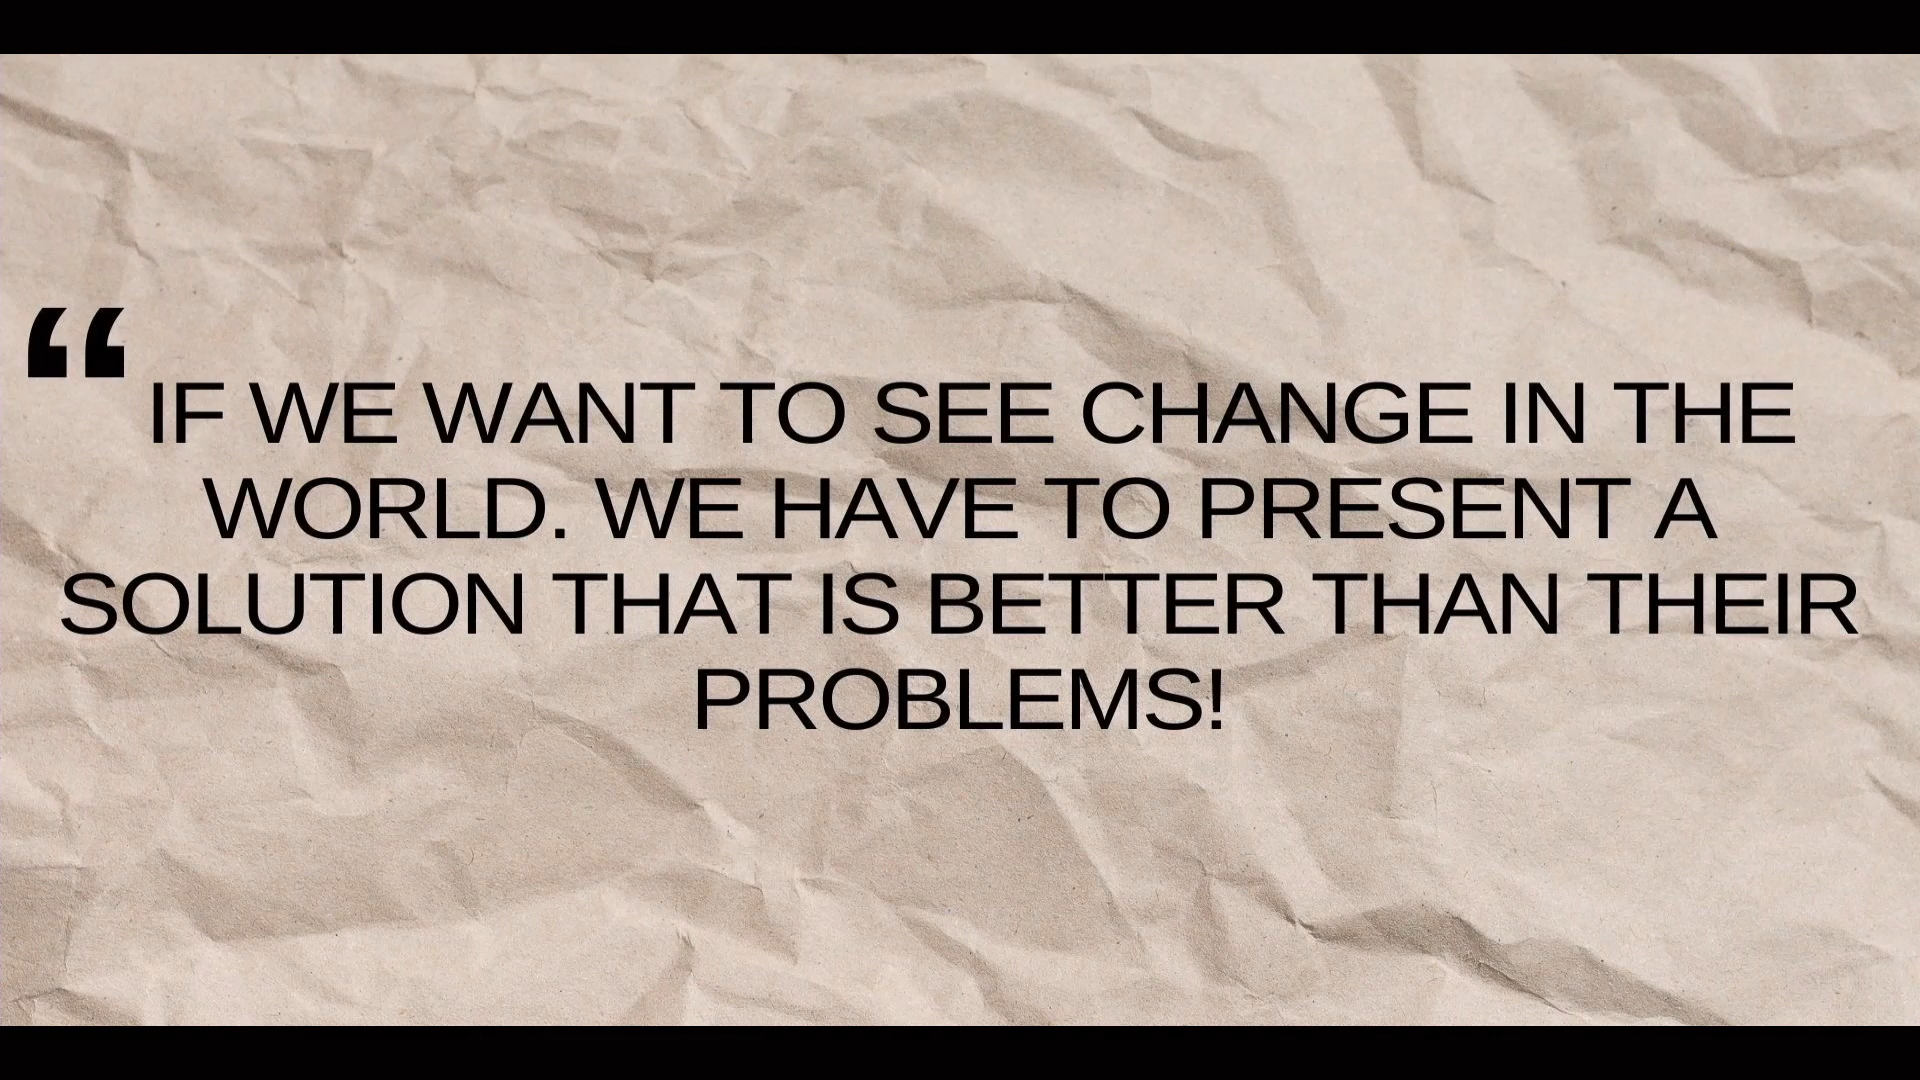 “ IF WE WANT TO SEE CHANGE IN THE
WORLD. WE HAVE TO PRESENT A
SOLUTION THAT IS BETTER THAN THEIR
PROBLEMS!